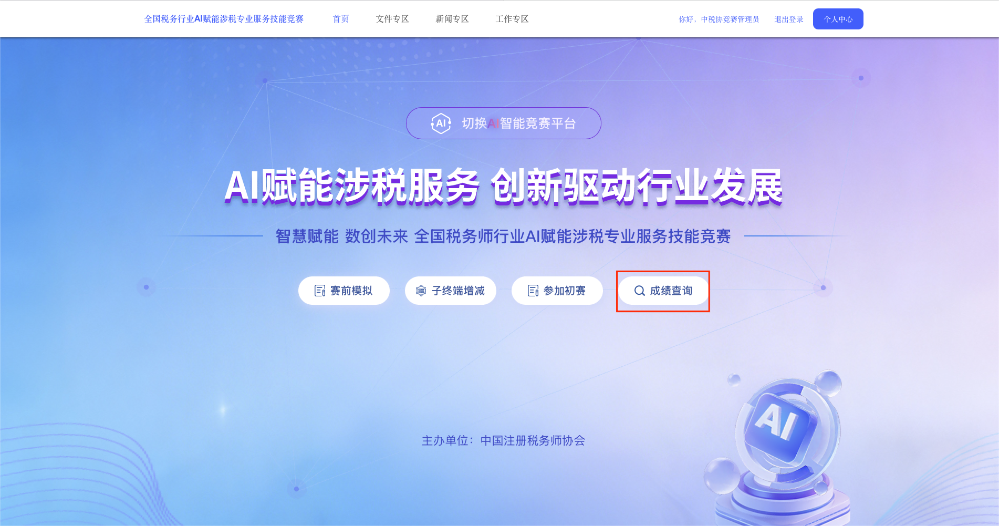 全国税务行业AI赋能涉税专业服务技能竞赛 首页 文件专区 新闻专区 工作专区 你好、中税协竞赛管理员 退出登录 个人中心
AI 切换AI智能竞赛平台
AI赋能涉税服务 创新驱动行业发展
智慧赋能 数创未来 全国税务师行业AI赋能涉税专业服务技能竞赛
赛前模拟 子终端增减 参加初赛 成绩查询
AI
主办单位：中国注册税务师协会